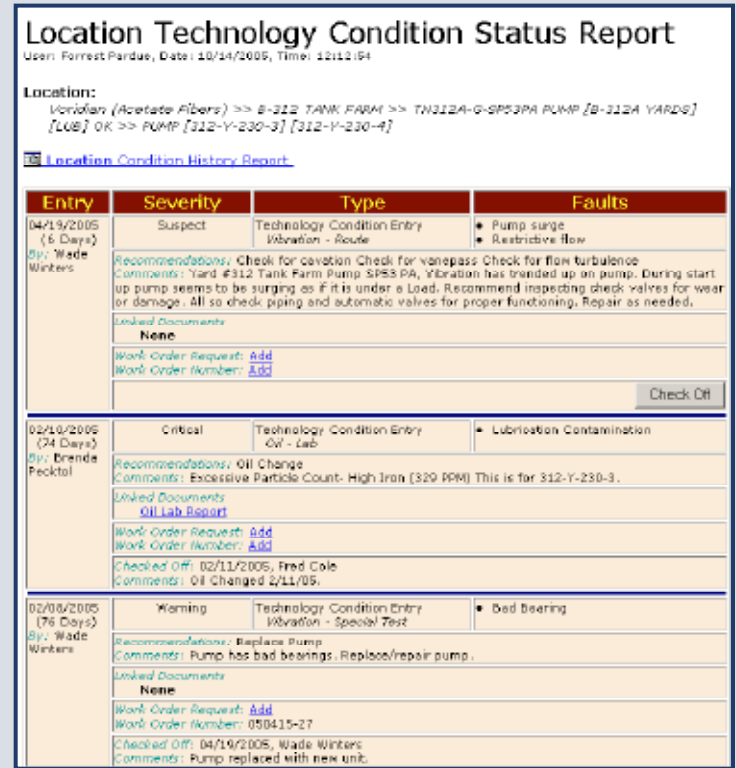 Location Technology Condition Status Report
User: Forrest Pardue, Date: 10/14/2005, Time: 12:12:54
Location:
Voridian (Acetate Fibers) >> B-312 TANK FARM >> TN312A-G-SP53PA PUMP [B-312A YARDS]
[LUB] OK >> PUMP [312-Y-230-3] [312-Y-230-4]
Location Condition History Report
Entry Severity Type Faults
04/19/2005 Suspect Technology Condition Entry • Pump surge
(6 Days) Vibration - Route • Restrictive flow
By: Wade
Winters
Recommendations: Check for cavation Check for vanepass Check for flow turbulence
Comments: Yard #312 Tank Farm Pump SP53 PA, Vibration has trended up on pump. During start
up pump seems to be surging as if it is under a Load. Recommend inspecting check valves for wear
or damage. All so check piping and automatic valves for proper functioning. Repair as needed.
Linked Documents
None
Work Order Request: Add
Work Order Number: Add
Check Off
02/10/2005 Critical Technology Condition Entry • Lubrication Contamination
(74 Days) Oil - Lab
By: Brenda
Pecktol
Recommendations: Oil Change
Comments: Excessive Particle Count- High Iron (329 PPM) This is for 312-Y-230-3.
Linked Documents
Oil Lab Report
Work Order Request: Add
Work Order Number: Add
Checked Off: 02/11/2005, Fred Cole
Comments: Oil Changed 2/11/05.
02/08/2005 Warning Technology Condition Entry • Bad Bearing
(76 Days) Vibration - Special Test
By: Wade
Winters
Recommendations: Replace Pump
Comments: Pump has bad bearings. Replace/repair pump.
Linked Documents
None
Work Order Request: Add
Work Order Number: 050415-27
Checked Off: 04/19/2005, Wade Winters
Comments: Pump replaced with new unit.